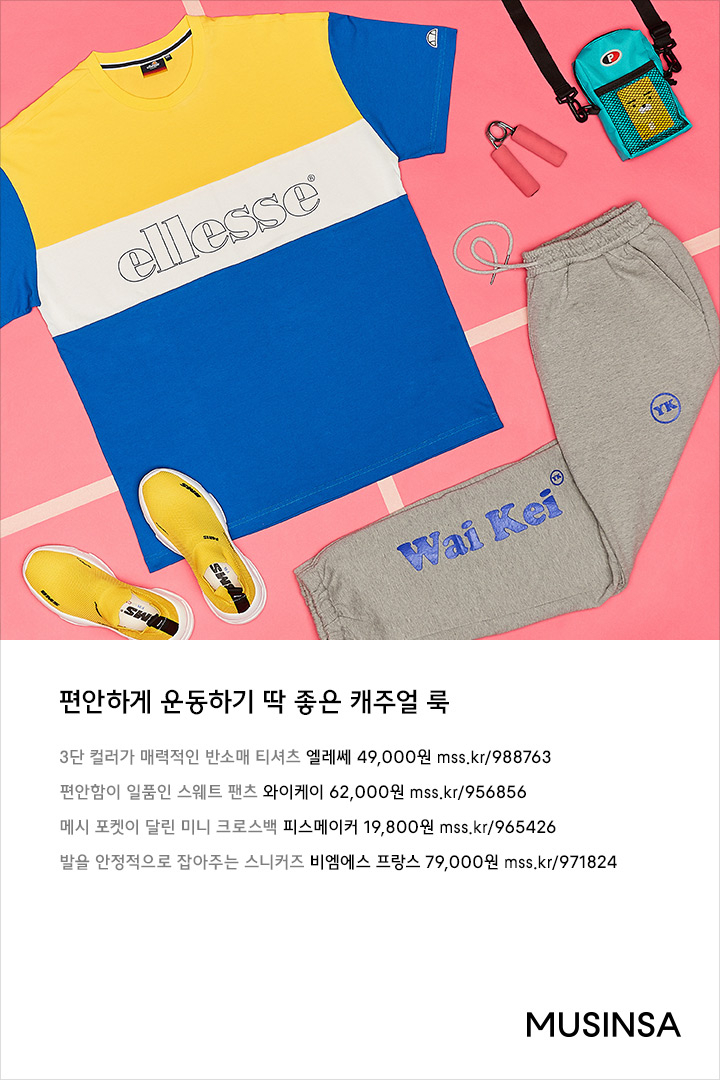 ellesse®
P
YK
Wai Kei YK
BMS
BMS
BMS
편안하게 운동하기 딱 좋은 캐주얼 룩
3단 컬러가 매력적인 반소매 티셔츠 엘레쎄 49,000원 mss.kr/988763
편안함이 일품인 스웨트 팬츠 와이케이 62,000원 mss.kr/956856
메시 포켓이 달린 미니 크로스백 피스메이커 19,800원 mss.kr/965426
발을 안정적으로 잡아주는 스니커즈 비엠에스 프랑스 79,000원 mss.kr/971824
MUSINSA